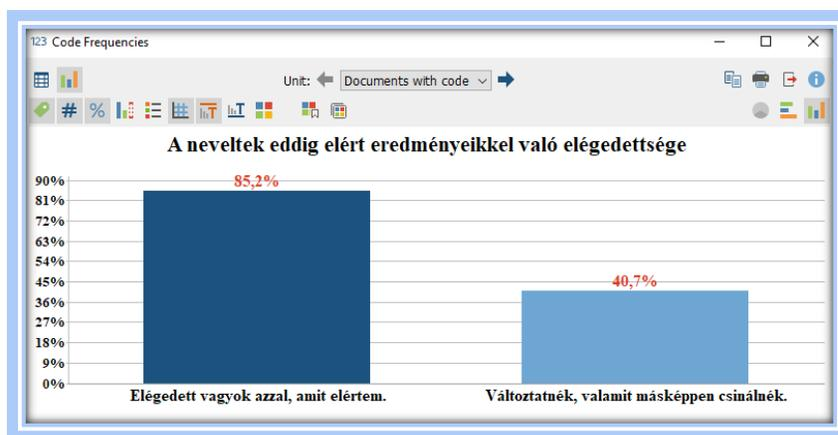 123 Code Frequencies
Unit: Documents with code
# %
A neveltek eddig elért eredményeikkel való elégedettsége
90%
81%
72%
63%
54%
45%
36%
27%
18%
9%
0%
85,2%
40,7%
Elégedett vagyok azzal, amit elértem.
Változtatnék, valamit másképpen csinálnék.